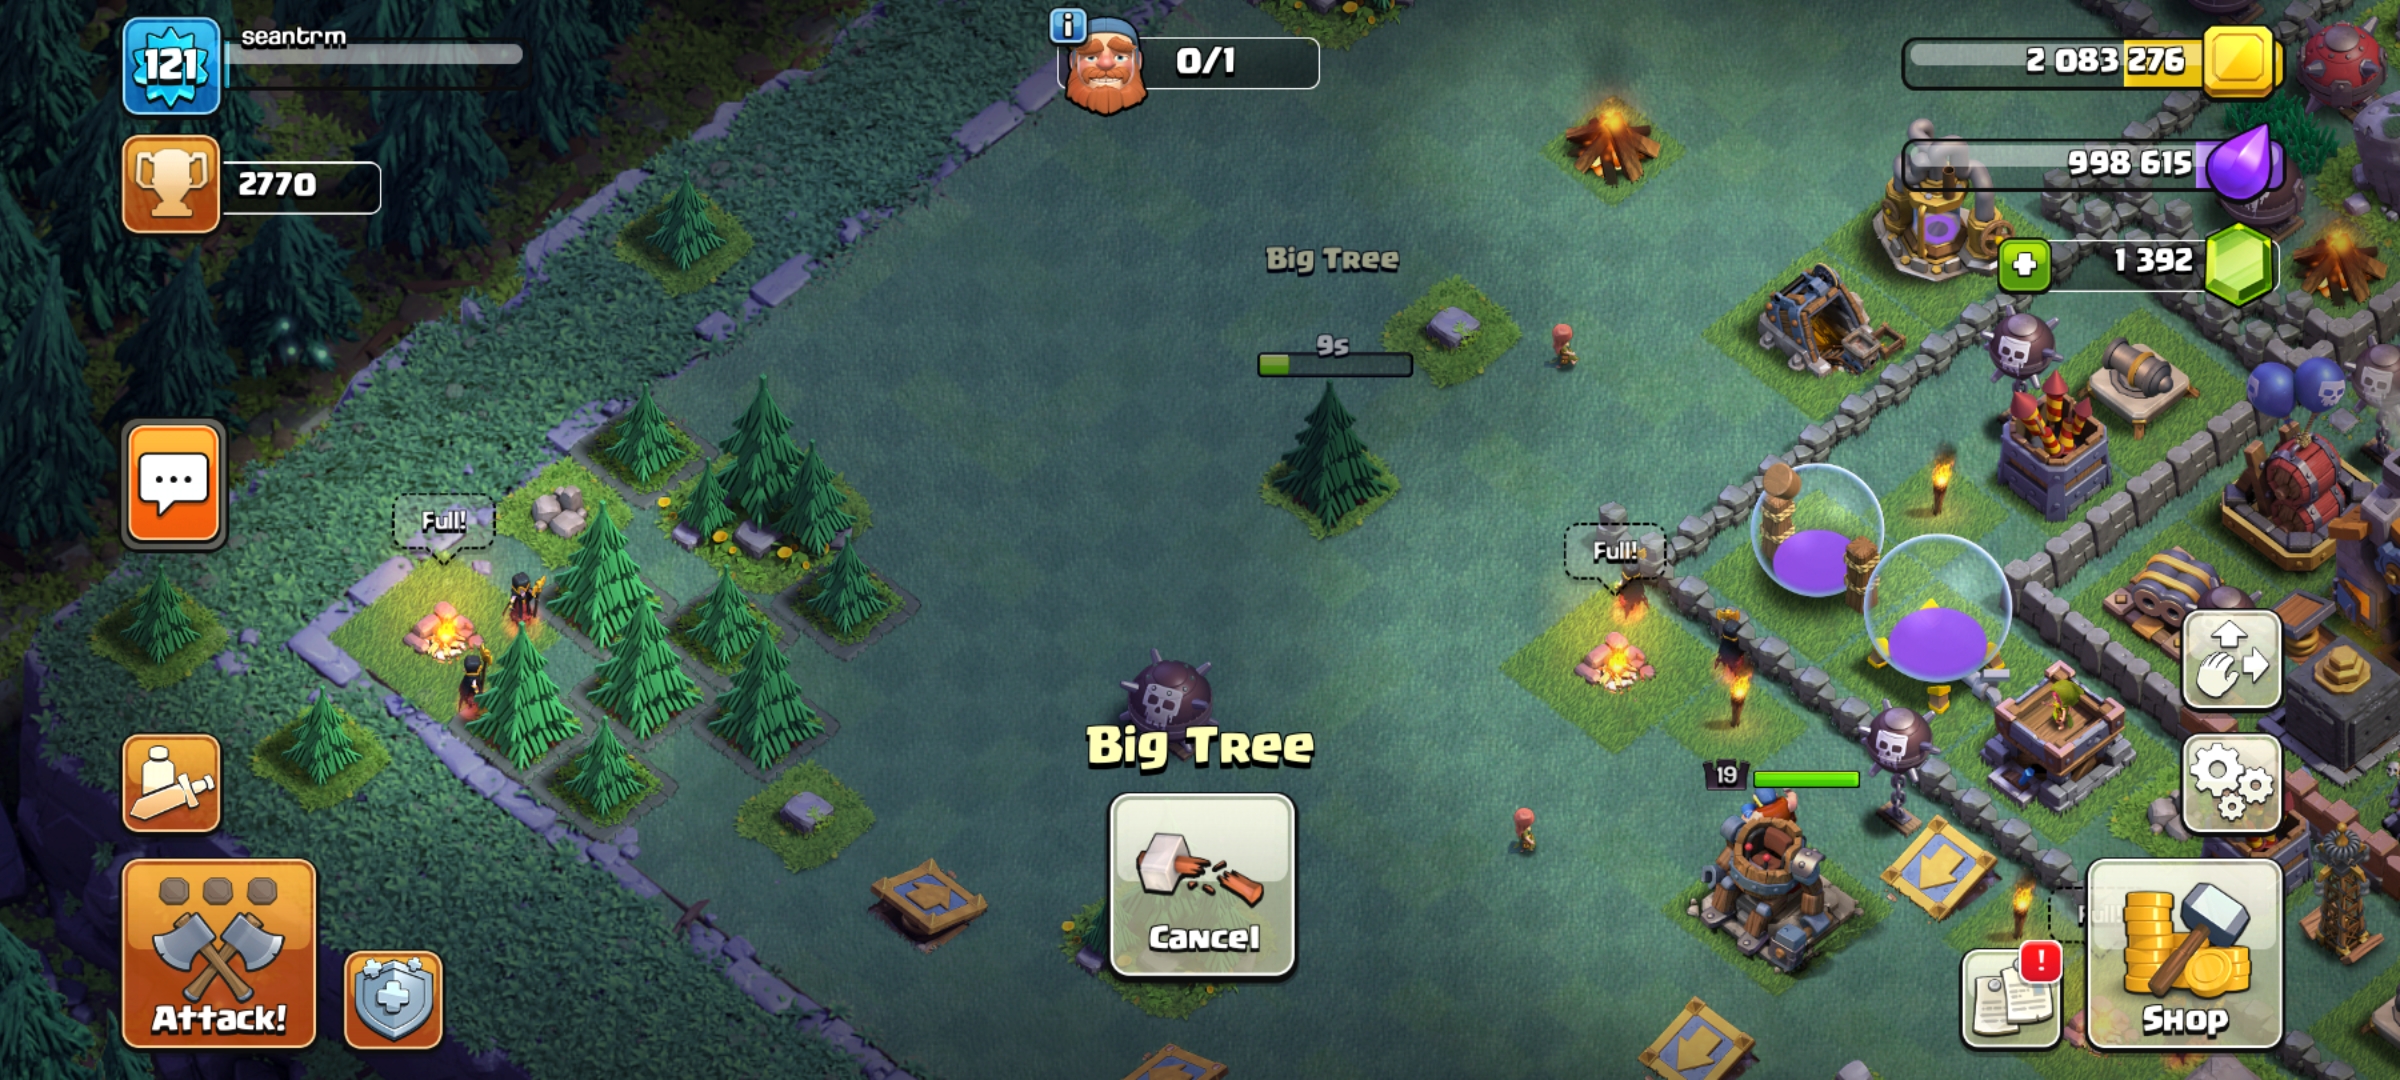 121
seantrm
0/1
2 083 276
2770
998 615
1 392
Big Tree
9s
Full!
Full!
Big Tree
19
Cancel
Full!
!
Attack!
Shop